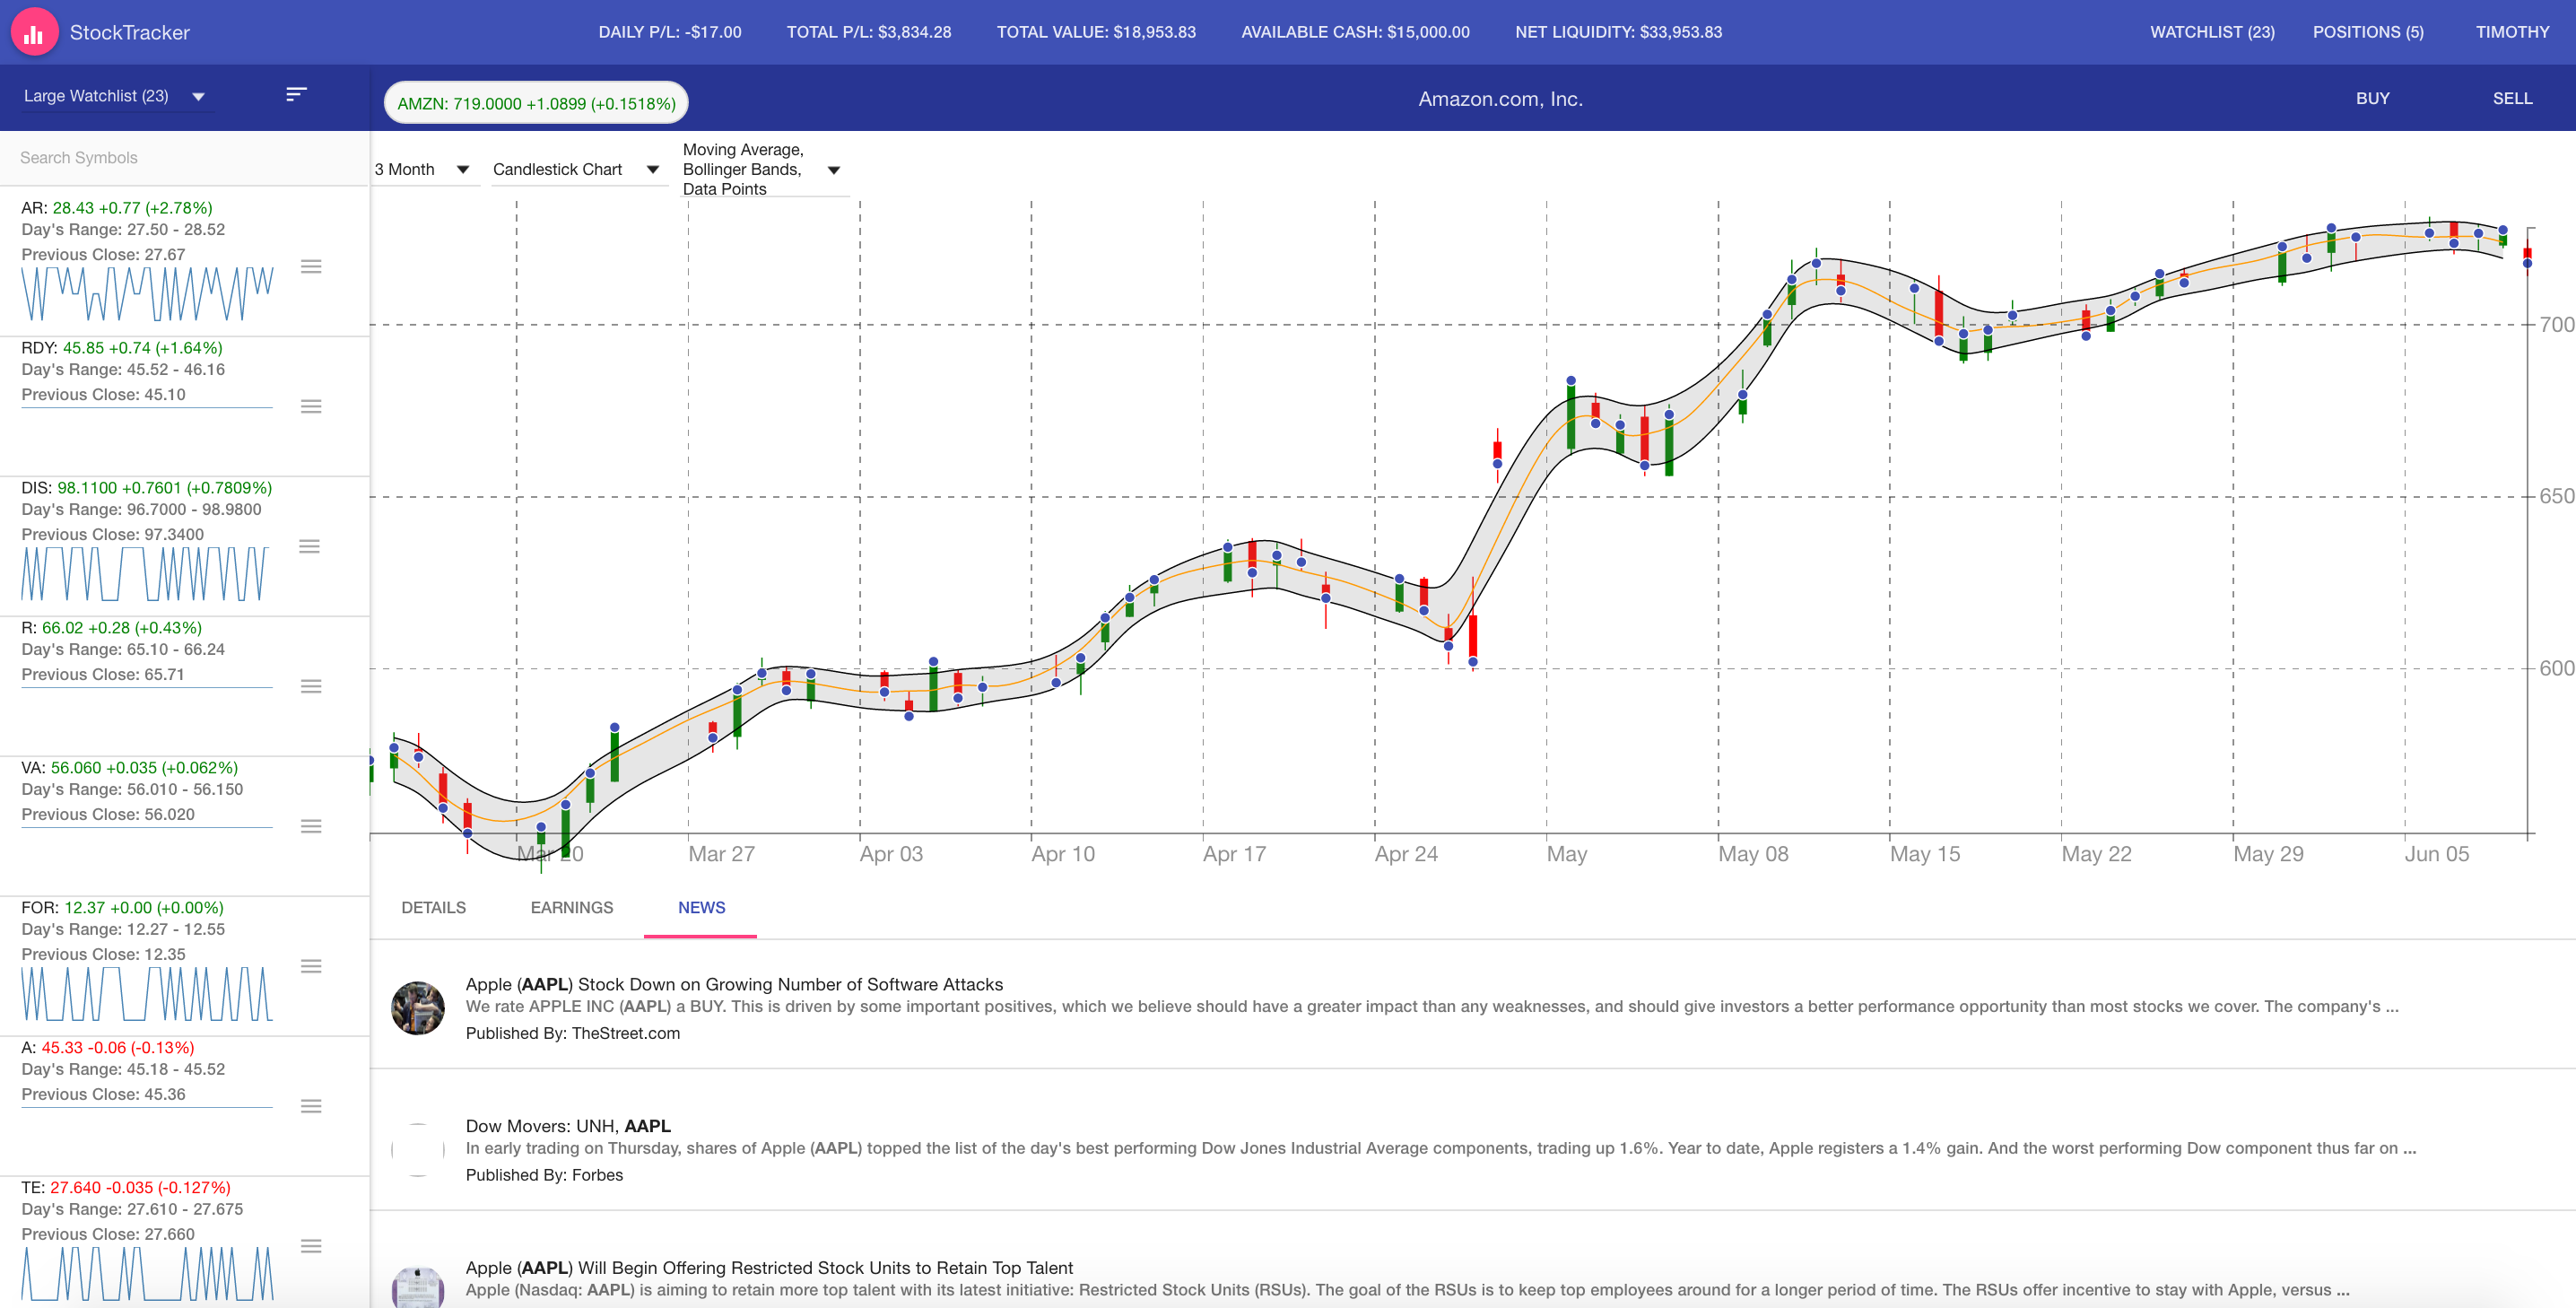 StockTracker
DAILY P/L: -$17.00
TOTAL P/L: $3,834.28
TOTAL VALUE: $18,953.83
AVAILABLE CASH: $15,000.00
NET LIQUIDITY: $33,953.83
WATCHLIST (23)
POSITIONS (5)
TIMOTHY
Large Watchlist (23)
AMZN: 719.0000 +1.0899 (+0.1518%)
Amazon.com, Inc.
BUY
SELL
Search Symbols
AR: 28.43 +0.77 (+2.78%)
Day's Range: 27.50 - 28.52
Previous Close: 27.67
RDY: 45.85 +0.74 (+1.64%)
Day's Range: 45.52 - 46.16
Previous Close: 45.10
DIS: 98.1100 +0.7601 (+0.7809%)
Day's Range: 96.7000 - 98.9800
Previous Close: 97.3400
R: 66.02 +0.28 (+0.43%)
Day's Range: 65.10 - 66.24
Previous Close: 65.71
VA: 56.060 +0.035 (+0.062%)
Day's Range: 56.010 - 56.150
Previous Close: 56.020
FOR: 12.37 +0.00 (+0.00%)
Day's Range: 12.27 - 12.55
Previous Close: 12.35
A: 45.33 -0.06 (-0.13%)
Day's Range: 45.18 - 45.52
Previous Close: 45.36
TE: 27.640 -0.035 (-0.127%)
Day's Range: 27.610 - 27.675
Previous Close: 27.660
3 Month
Candlestick Chart
Moving Average,
Bollinger Bands,
Data Points
700
650
600
Mar 20
Mar 27
Apr 03
Apr 10
Apr 17
Apr 24
May
May 08
May 15
May 22
May 29
Jun 05
DETAILS
EARNINGS
NEWS
Apple (AAPL) Stock Down on Growing Number of Software Attacks
We rate APPLE INC (AAPL) a BUY. This is driven by some important positives, which we believe should have a greater impact than any weaknesses, and should give investors a better performance opportunity than most stocks we cover. The company's ...
Published By: TheStreet.com
Dow Movers: UNH, AAPL
In early trading on Thursday, shares of Apple (AAPL) topped the list of the day's best performing Dow Jones Industrial Average components, trading up 1.6%. Year to date, Apple registers a 1.4% gain. And the worst performing Dow component thus far on ...
Published By: Forbes
Apple (AAPL) Will Begin Offering Restricted Stock Units to Retain Top Talent
Apple (Nasdaq: AAPL) is aiming to retain more top talent with its latest initiative: Restricted Stock Units (RSUs). The goal of the RSUs is to keep top employees around for a longer period of time. The RSUs offer incentive to stay with Apple, versus ...